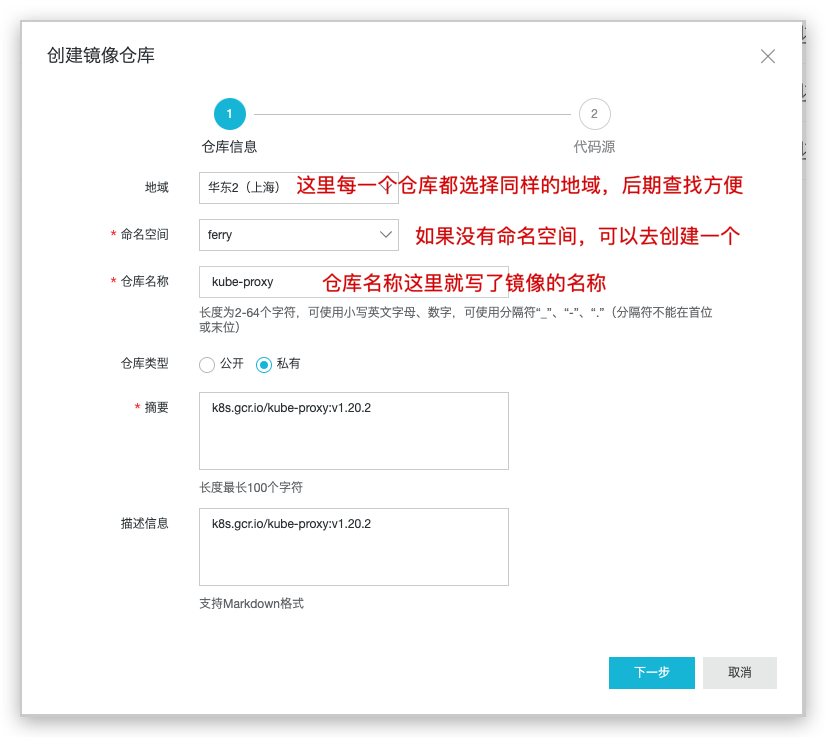 创建镜像仓库
1
2
仓库信息
代码源
地域
华东2（上海）
这里每一个仓库都选择同样的地域，后期查找方便
* 命名空间
ferry
如果没有命名空间，可以去创建一个
* 仓库名称
kube-proxy
仓库名称这里就写了镜像的名称
长度为2-64个字符，可使用小写英文字母、数字，可使用分隔符“_”、“-”、“.”（分隔符不能在首位
或末位）
仓库类型
公开
私有
* 摘要
k8s.gcr.io/kube-proxy:v1.20.2
长度最长100个字符
描述信息
k8s.gcr.io/kube-proxy:v1.20.2
支持Markdown格式
下一步
取消